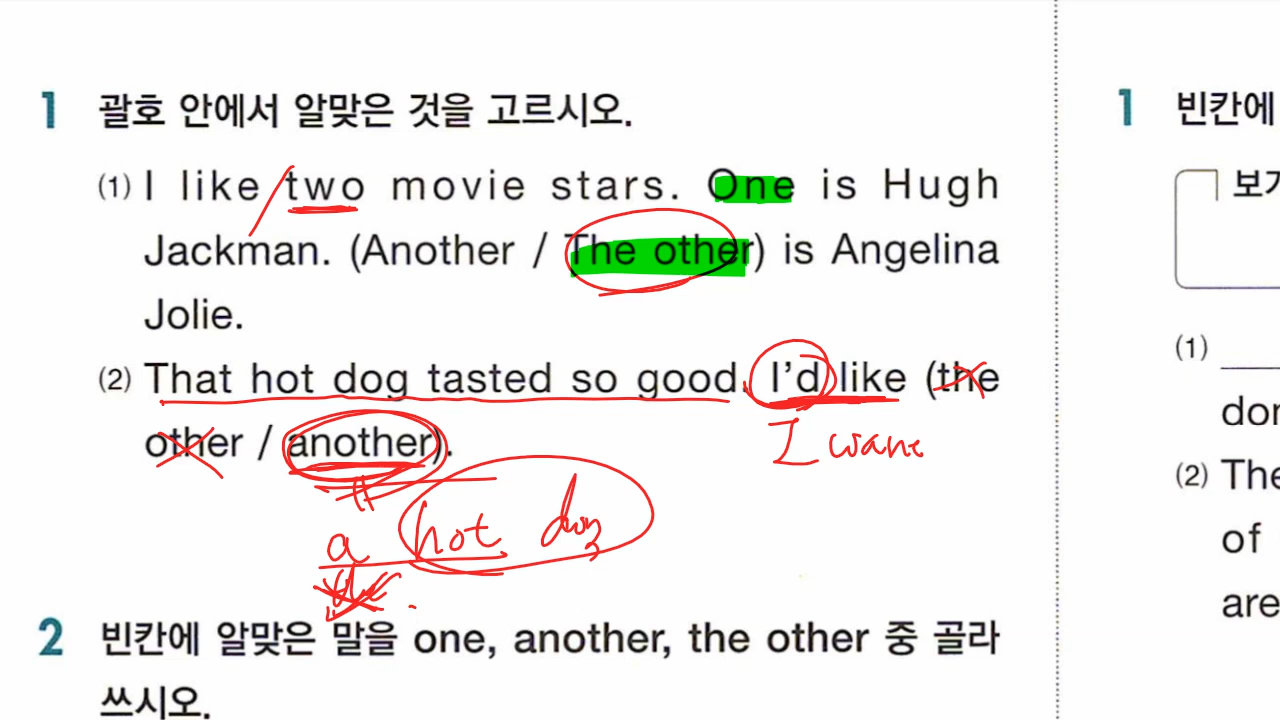 1 괄호 안에서 알맞은 것을 고르시오.
(1) I like two movie stars. One is Hugh
Jackman. (Another / The other) is Angelina
Jolie.
(2) That hot dog tasted so good. I'd like (the
other / another).
I want
a hot dog
the
2 빈칸에 알맞은 말을 one, another, the other 중 골라
쓰시오.
1 빈칸에
보기
(1)
(2) The
of
are